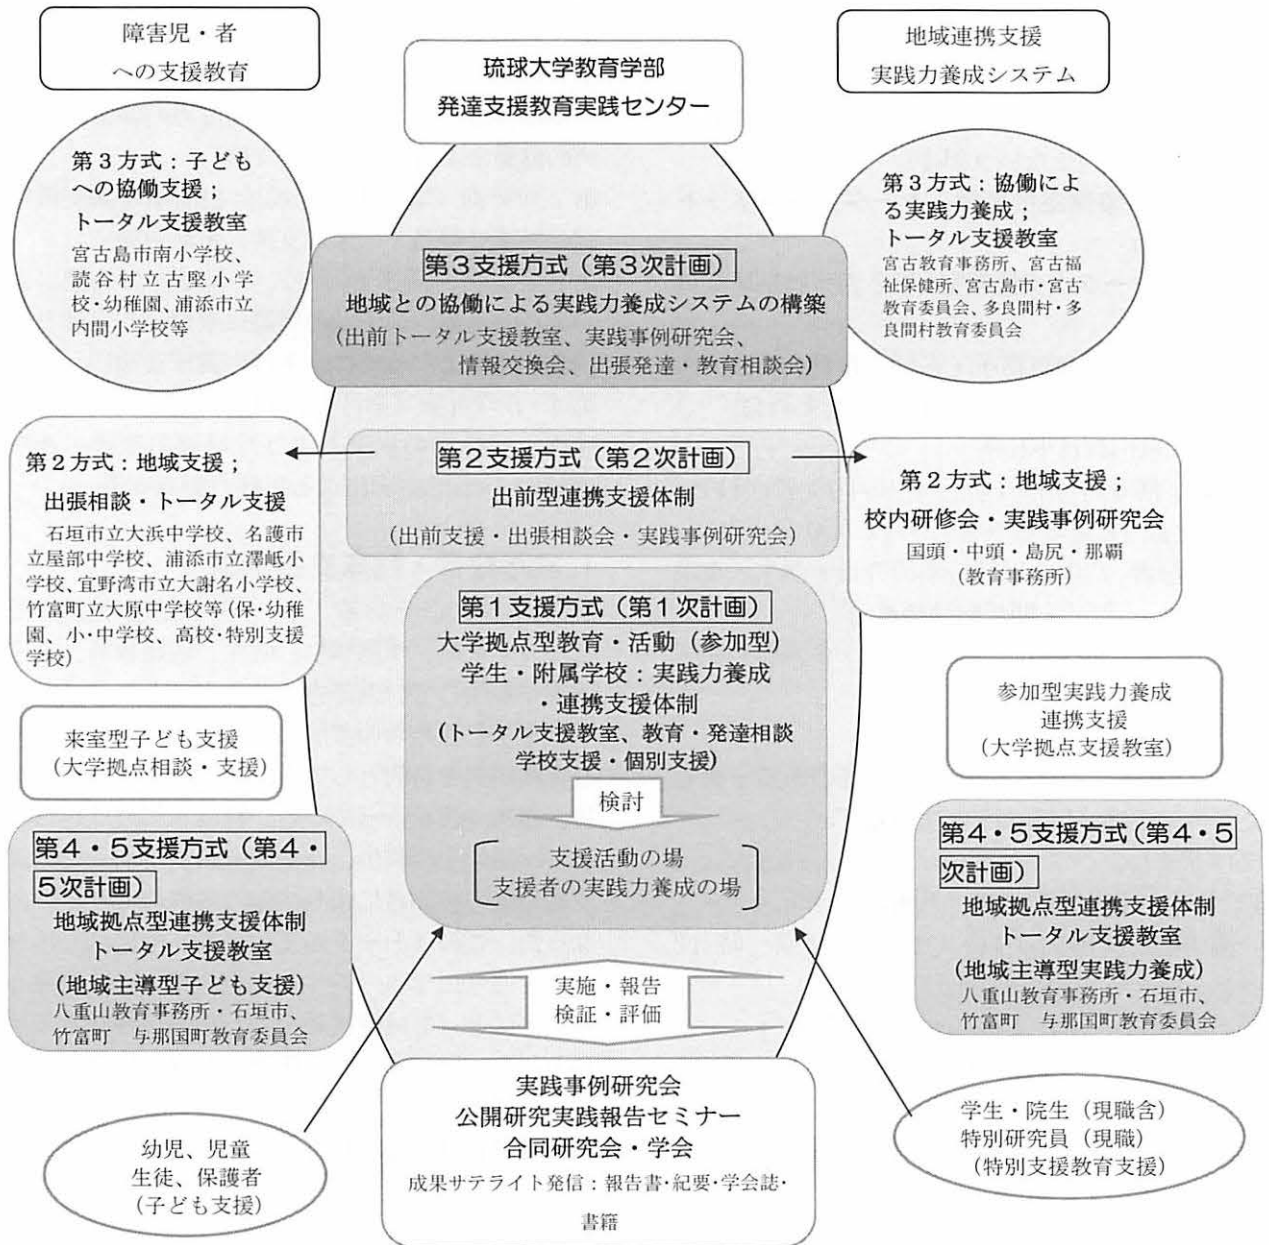 障害児・者
への支援教育
琉球大学教育学部
発達支援教育実践センター
地域連携支援
実践力養成システム
第3方式：子ども
への協働支援；
トータル支援教室
宮古島市南小学校、
読谷村立古堅小学
校・幼稚園、浦添市立
内間小学校等
第3方式：協働によ
る実践力養成；
トータル支援教室
宮古教育事務所、宮古福
祉保健所、宮古島市・宮古
教育委員会、多良間村・多
良間村教育委員会
第3支援方式（第3次計画）
地域との協働による実践力養成システムの構築
（出前トータル支援教室、実践事例研究会、
情報交換会、出張発達・教育相談会）
第2方式：地域支援；
出張相談・トータル支援
石垣市立大浜中学校、名護市
立屋部中学校、浦添市立澤岻小
学校、宜野湾市立大謝名小学校、
竹富町立大原中学校等（保・幼稚
園、小・中学校、高校・特別支援
学校）
第2支援方式（第2次計画）
出前型連携支援体制
（出前支援・出張相談会・実践事例研究会）
第2方式：地域支援；
校内研修会・実践事例研究会
国頭・中頭・島尻・那覇
（教育事務所）
第1支援方式（第1次計画）
大学拠点型教育・活動（参加型）
学生・附属学校：実践力養成
・連携支援体制
（トータル支援教室、教育・発達相談
学校支援・個別支援）
検討
支援活動の場
支援者の実践力養成の場
来室型子ども支援
（大学拠点相談・支援）
参加型実践力養成
連携支援
（大学拠点支援教室）
第4・5支援方式（第4・
5次計画）
地域拠点型連携支援体制
トータル支援教室
（地域主導型子ども支援）
八重山教育事務所・石垣市、
竹富町　与那国町教育委員会
第4・5支援方式（第4・5
次計画）
地域拠点型連携支援体制
トータル支援教室
（地域主導型実践力養成）
八重山教育事務所・石垣市、
竹富町　与那国町教育委員会
実施・報告
検証・評価
実践事例研究会
公開研究実践報告セミナー
合同研究会・学会
成果サテライト発信：報告書・紀要・学会誌・
書籍
幼児、児童
生徒、保護者
（子ども支援）
学生・院生（現職含）
特別研究員（現職）
（特別支援教育支援）